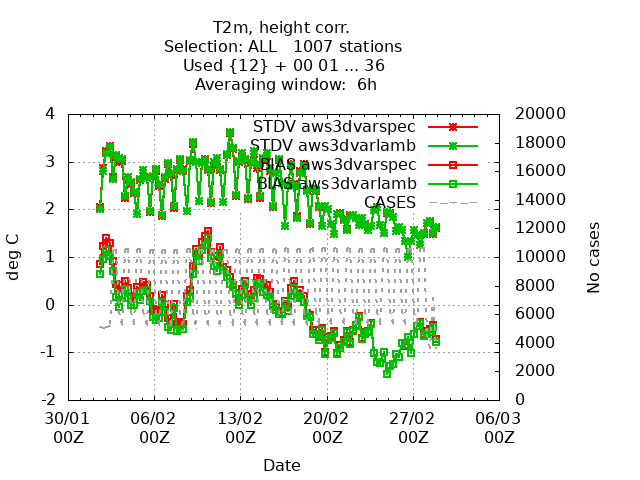 T2m, height corr.
Selection: ALL   1007 stations
Used {12} + 00 01 ... 36
Averaging window:  6h
4
3
2
1
0
-1
-2
deg C
20000
18000
16000
14000
12000
10000
8000
6000
4000
2000
0
No cases
STDV aws3dvarspec
STDV aws3dvarlamb
BIAS aws3dvarspec
BIAS aws3dvarlamb
CASES
30/01 06/02 13/02 20/02 27/02 06/03
00Z 00Z 00Z 00Z 00Z 00Z
Date